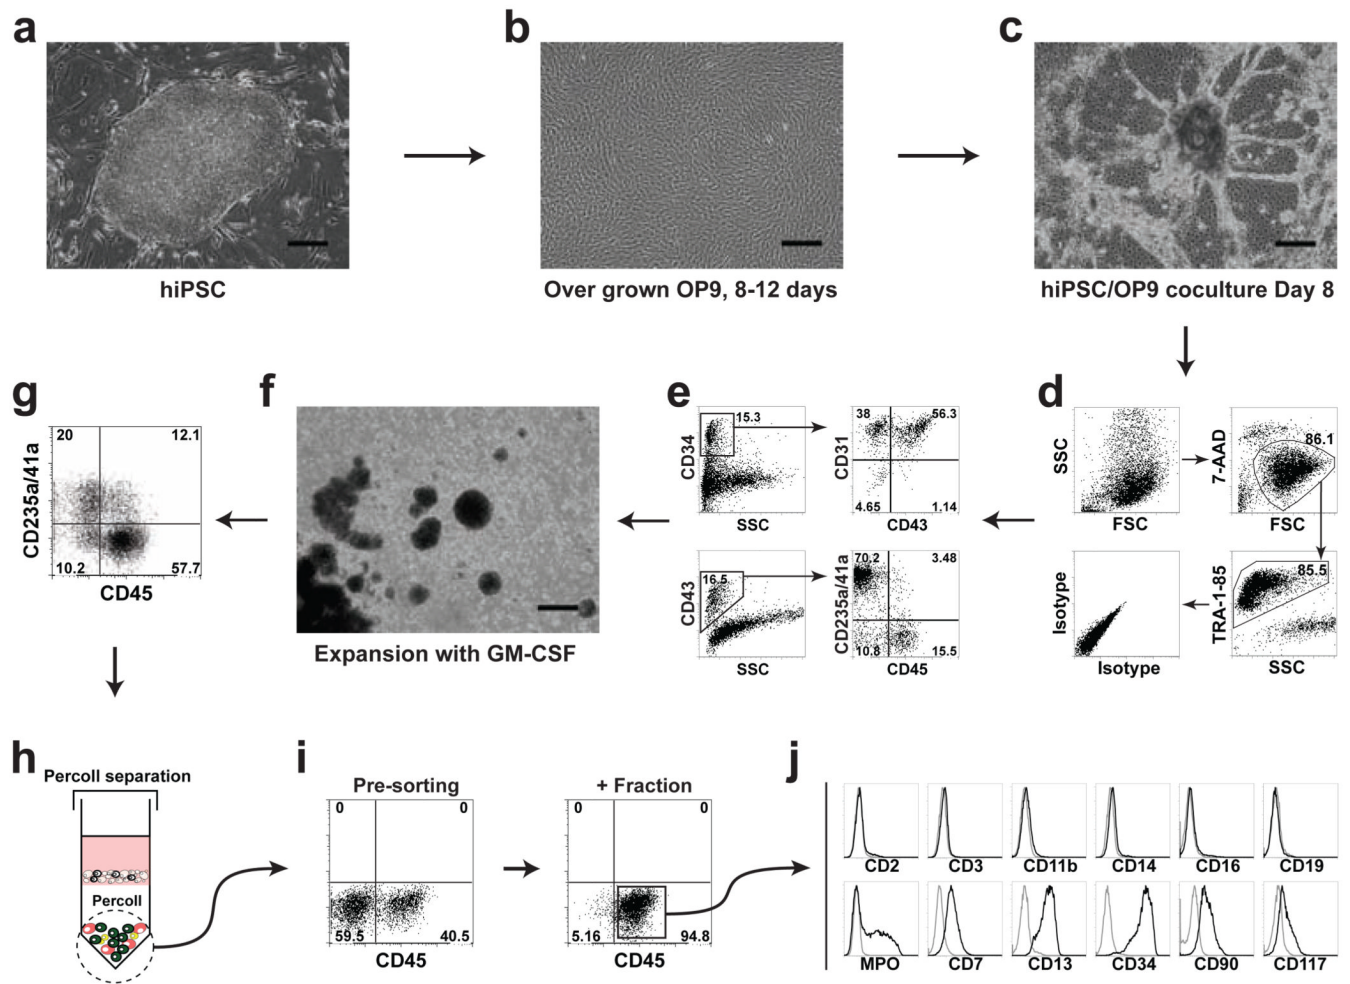 a
b
c
hiPSC
Over grown OP9, 8-12 days
hiPSC/OP9 coculture Day 8
g
f
e
d
20
12.1
CD235a/41a
10.2
57.7
CD45
Expansion with GM-CSF
15.3
CD34
SSC
38
56.3
CD31
4.65
1.14
CD43
16.5
CD43
SSC
70.2
3.48
CD235a/41a
10.8
15.5
CD45
SSC
FSC
86.1
7-AAD
FSC
Isotype
Isotype
85.5
TRA-1-85
SSC
h
Percoll separation
Percoll
i
Pre-sorting
0
0
59.5
40.5
CD45
+ Fraction
0
0
5.16
94.8
CD45
j
CD2
CD3
CD11b
CD14
CD16
CD19
MPO
CD7
CD13
CD34
CD90
CD117